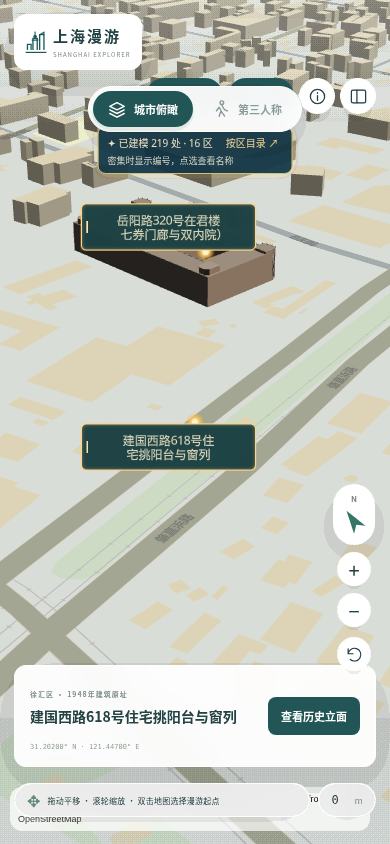 上海漫游
SHANGHAI EXPLORER
城市俯瞰
第三人称
✦ 已建模 219 处 · 16 区 按区目录 ↗
密集时显示编号，点选查看名称
岳阳路320号在君楼
七券门廊与双内院）
建国西路618号住
宅挑阳台与窗列
N
+
−
徐汇区 · 1948年建筑原址
建国西路618号住宅挑阳台与窗列
查看历史立面
31.20200° N · 121.44700° E
拖动平移 · 滚轮缩放 · 双击地图选择漫游起点
0 m
OpenStreetMap